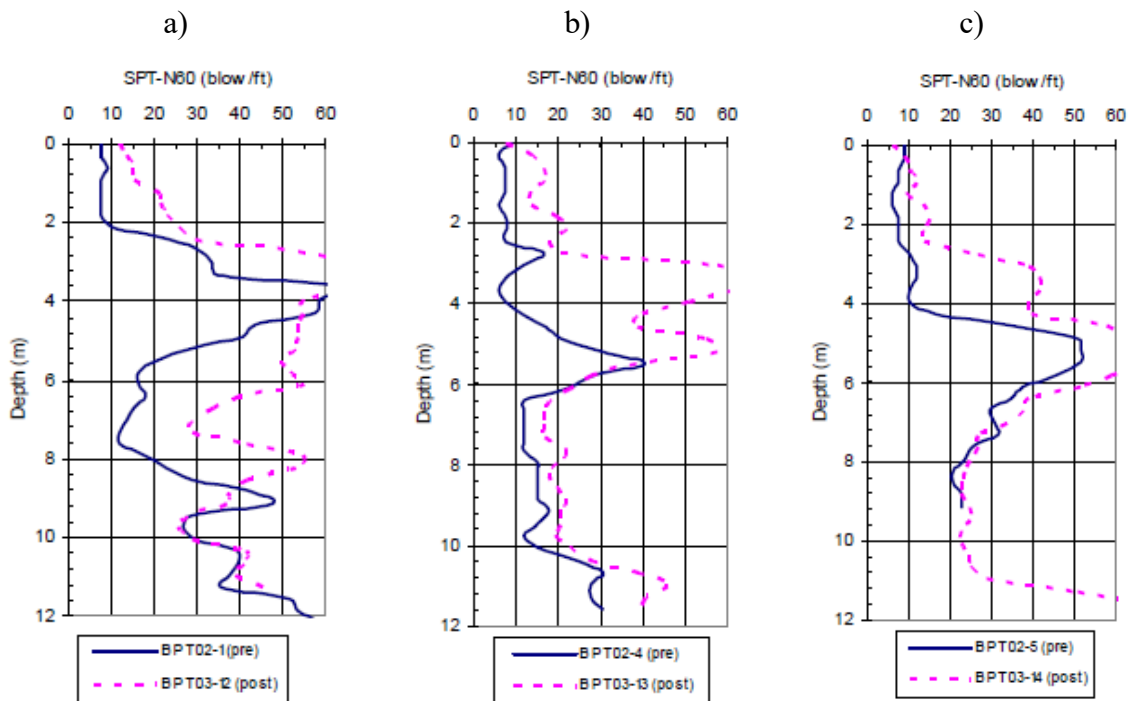 a)
b)
c)
SPT-N60 (blow/ft)
0 10 20 30 40 50 60
0
2
4
6
8
10
12
Depth (m)
BPT02-1(pre)
BPT03-12 (post)
SPT-N60 (blow/ft)
0 10 20 30 40 50 60
0
2
4
6
8
10
12
Depth (m)
BPT02-4 (pre)
BPT03-13 (post)
SPT-N60 (blow/ft)
0 10 20 30 40 50 60
0
2
4
6
8
10
12
Depth (m)
BPT02-5 (pre)
BPT03-14 (post)